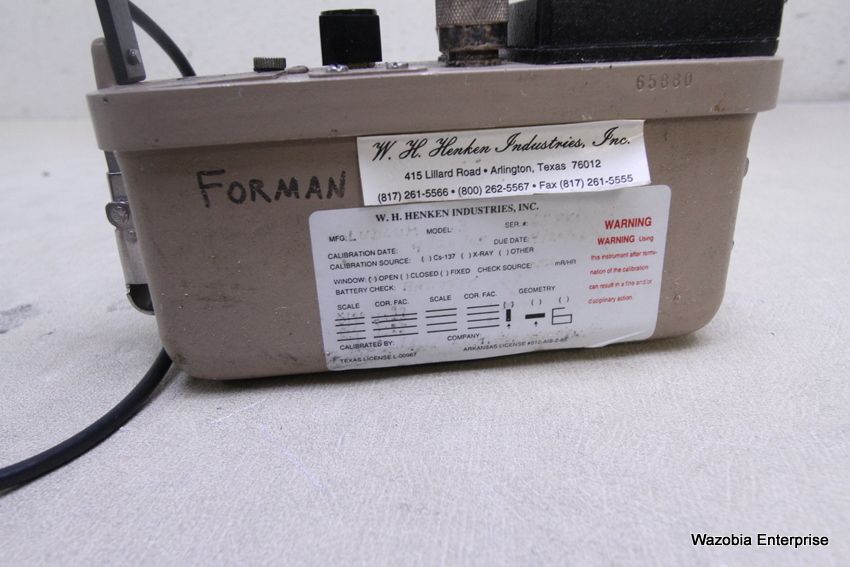 65880
W. H. Henken Industries, Inc.
415 Lillard Road • Arlington, Texas 76012
(817) 261-5566 • (800) 262-5567 • Fax (817) 261-5555
FORMAN
W. H. HENKEN INDUSTRIES, INC.
MFG. LUDLUM MODEL: 3 SER.#:
CALIBRATION DATE: DUE DATE:
CALIBRATION SOURCE: ( ) Cs-137 ( ) X-RAY ( ) OTHER
WINDOW: (-) OPEN ( ) CLOSED ( ) FIXED CHECK SOURCE: mR/HR
BATTERY CHECK: GEOMETRY
SCALE COR. FAC. SCALE COR. FAC. (-) ( ) ( )
CALIBRATED BY: COMPANY:
TEXAS LICENSE L-00967 ARKANSAS LICENSE
WARNING
WARNING Using
this instrument after termi-
nation of the calibration
can result in a fine and/or
disciplinary action.
Wazobia Enterprise